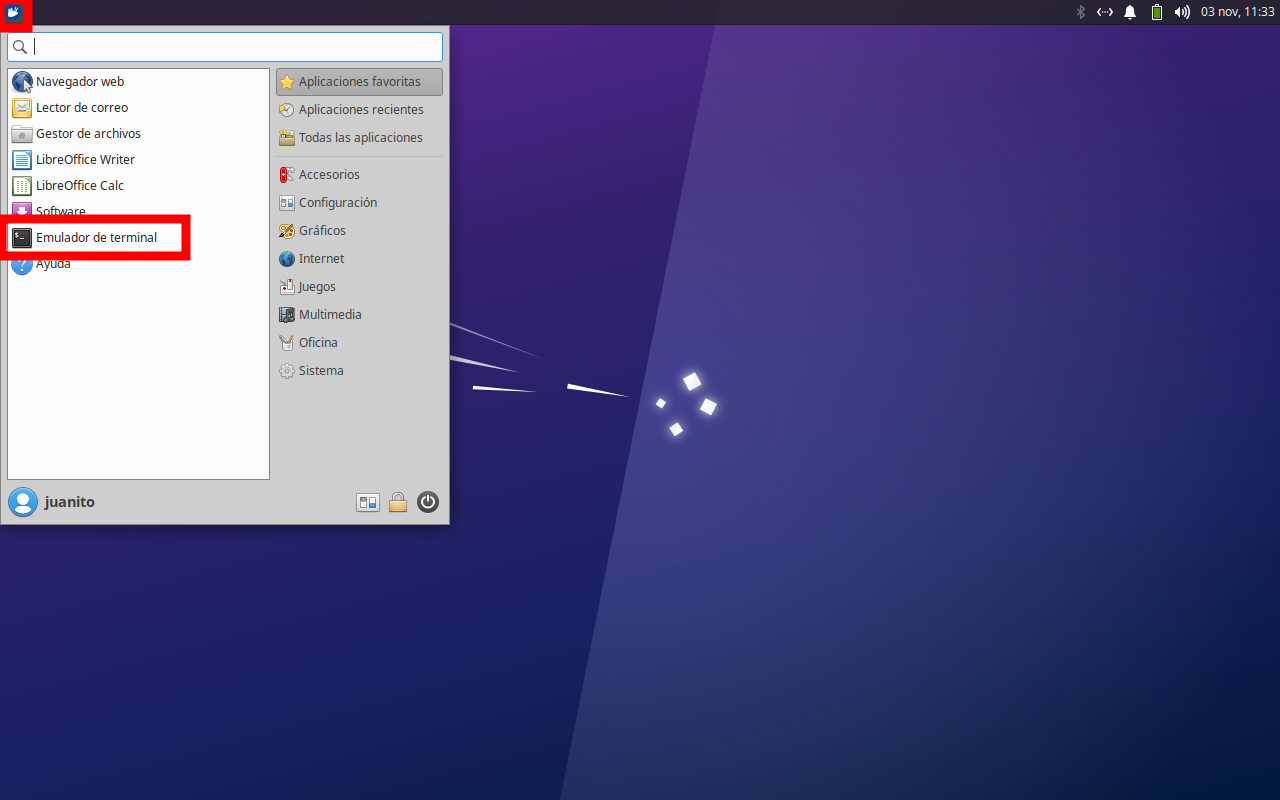 03 nov, 11:33
Navegador web
Lector de correo
Gestor de archivos
LibreOffice Writer
LibreOffice Calc
Software
$-
Emulador de terminal
?
Ayuda
Aplicaciones favoritas
Aplicaciones recientes
Todas las aplicaciones
Accesorios
Configuración
Gráficos
Internet
Juegos
Multimedia
Oficina
Sistema
juanito